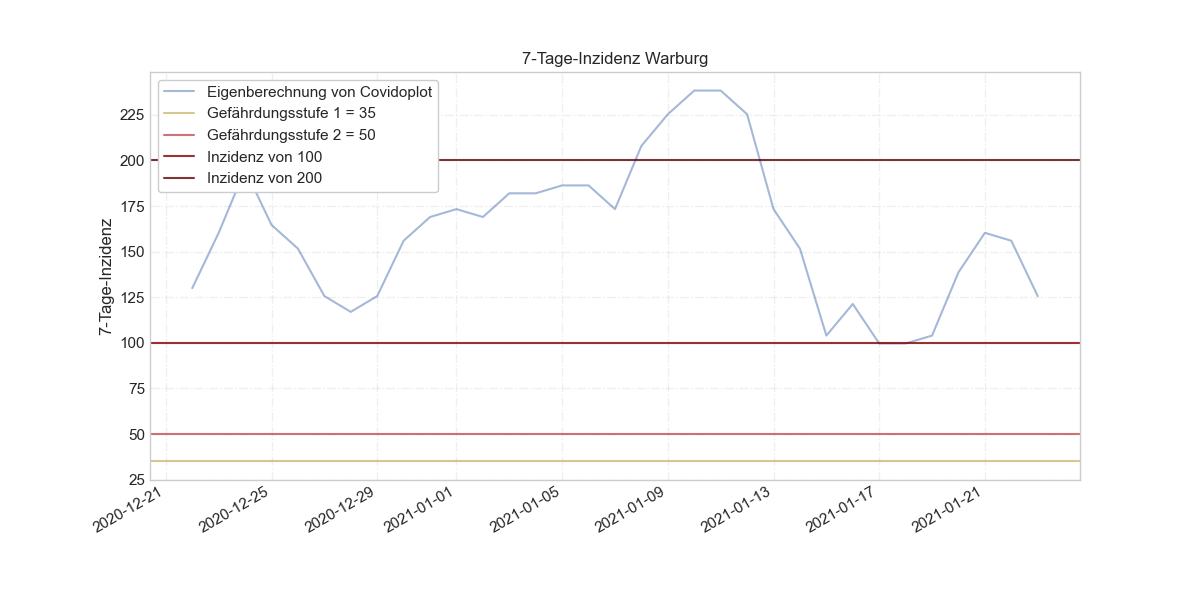 7-Tage-Inzidenz Warburg
Eigenberechnung von Covidoplot
Gefährdungsstufe 1 = 35
Gefährdungsstufe 2 = 50
Inzidenz von 100
Inzidenz von 200
7-Tage-Inzidenz
225
200
175
150
125
100
75
50
25
2020-12-21
2020-12-25
2020-12-29
2021-01-01
2021-01-05
2021-01-09
2021-01-13
2021-01-17
2021-01-21